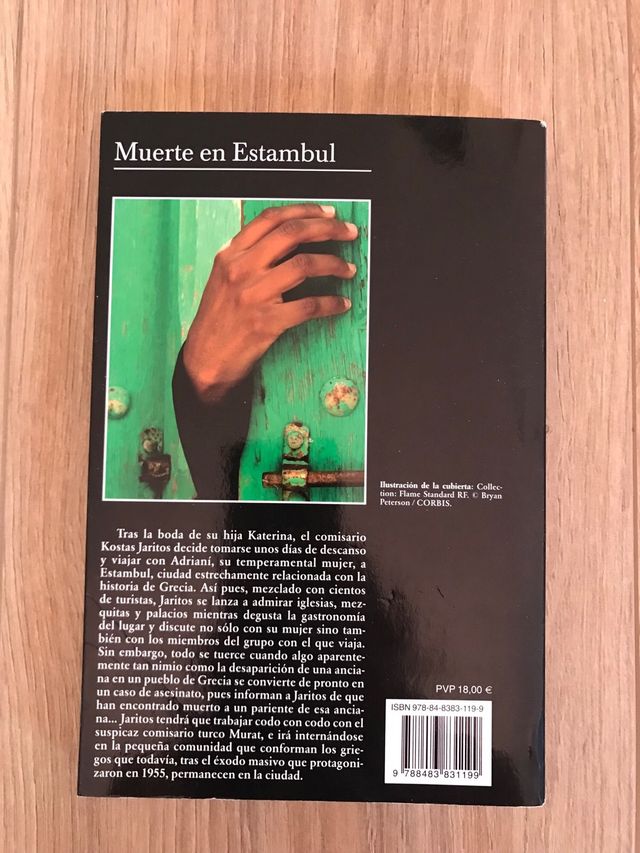 Muerte en Estambul
Ilustración de la cubierta: Collec-
tion: Flame Standard RF. © Bryan
Peterson / CORBIS.
Tras la boda de su hija Katerina, el comisario
Kostas Jaritos decide tomarse unos días de descanso
y viajar con Adrianí, su temperamental mujer, a
Estambul, ciudad estrechamente relacionada con la
historia de Grecia. Así pues, mezclado con cientos
de turistas, Jaritos se lanza a admirar iglesias, mez-
quitas y palacios mientras degusta la gastronomía
del lugar y discute no sólo con su mujer sino tam-
bién con los miembros del grupo con el que viaja.
Sin embargo, todo se tuerce cuando algo aparente-
mente tan nimio como la desaparición de una ancia-
na en un pueblo de Grecia se convierte de pronto en
un caso de asesinato, pues informan a Jaritos de que
han encontrado muerto a un pariente de esa ancia-
na... Jaritos tendrá que trabajar codo con codo con el
suspicaz comisario turco Murat, e irá internándose
en la pequeña comunidad que conforman los grie-
gos que todavía, tras el éxodo masivo que protagoni-
zaron en 1955, permanecen en la ciudad.
PVP 18,00 €
ISBN 978-84-8383-119-9
9 788483 831199